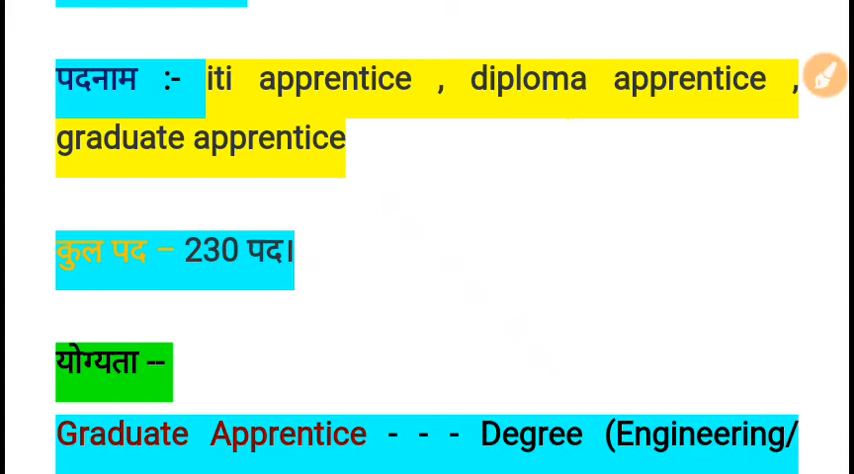 पदनाम :- iti apprentice , diploma apprentice ,
graduate apprentice
कुल पद – 230 पद।
योग्यता --
Graduate Apprentice - - - Degree (Engineering/